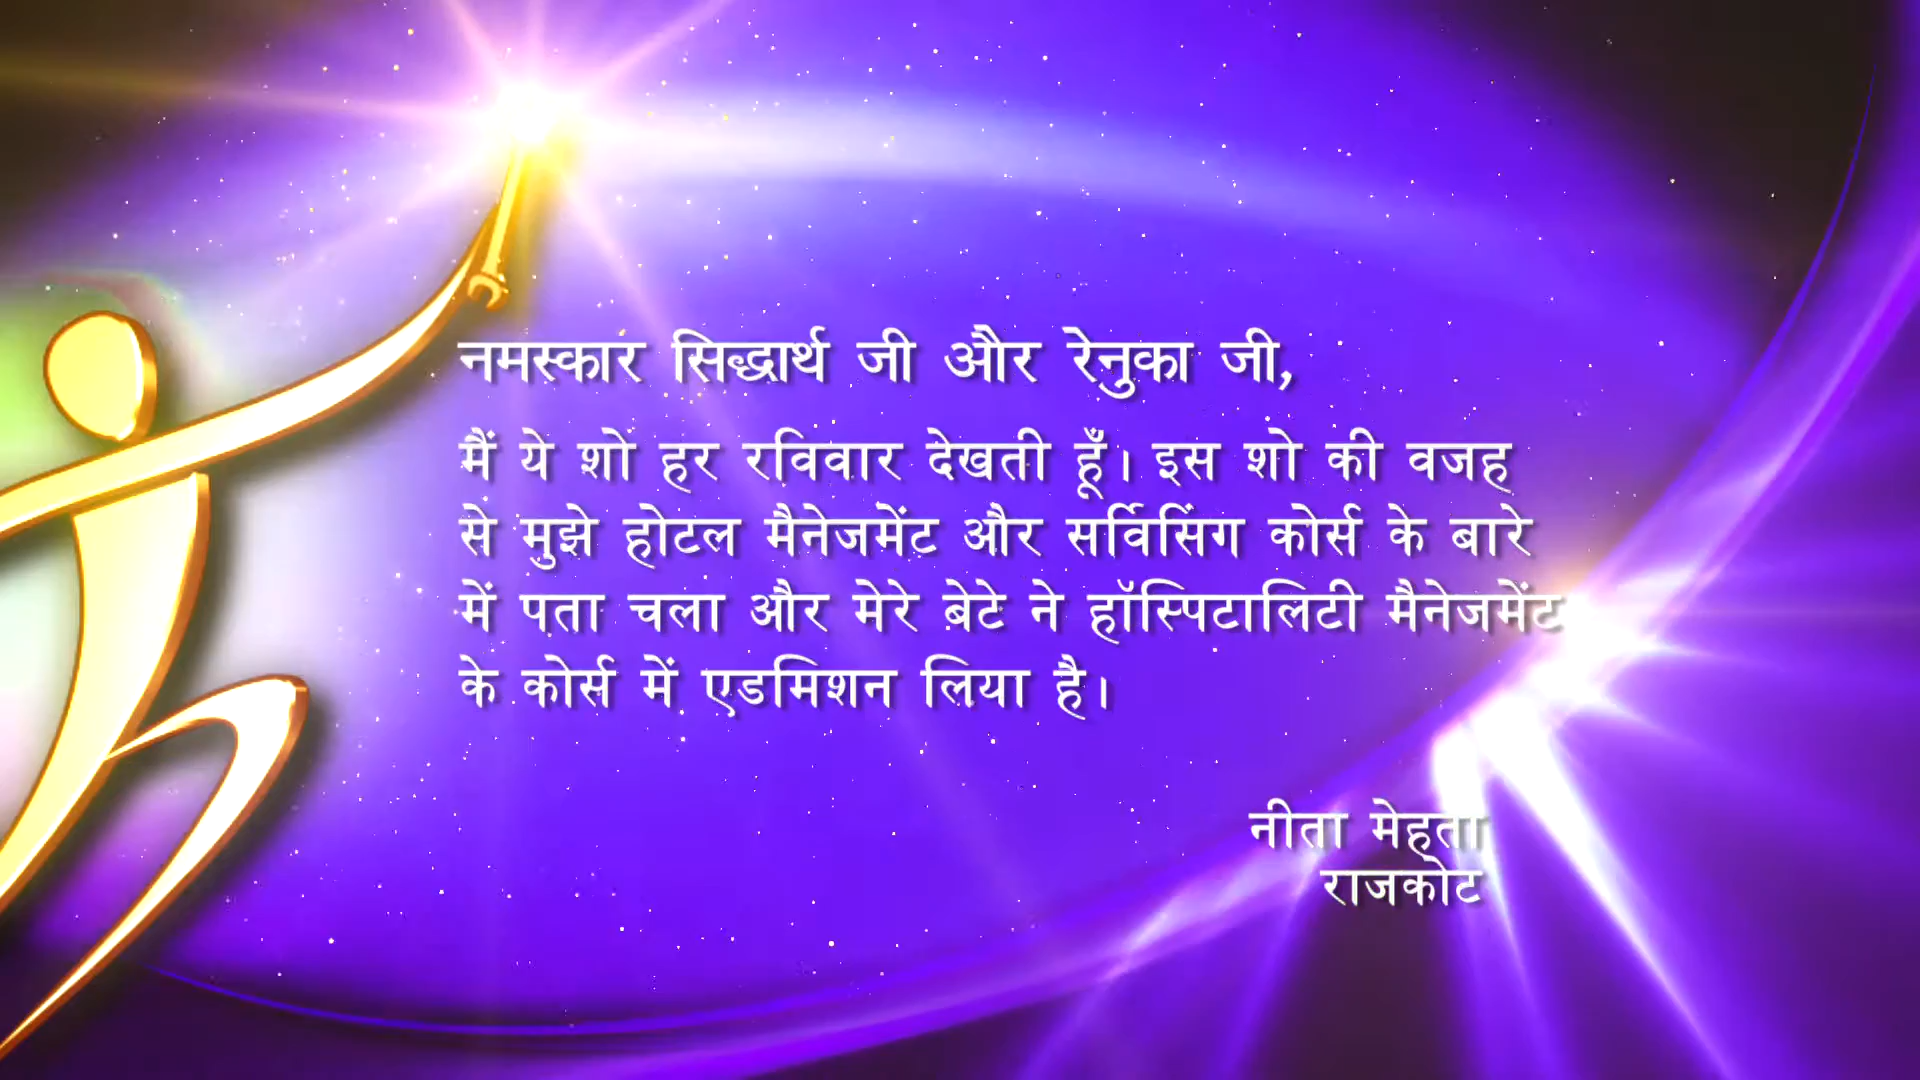 नमस्कार सिद्धार्थ जी और रेनुका जी,
मैं ये शो हर रविवार देखती हूँ। इस शो की वजह
से मुझे होटल मैनेजमेंट और सर्विसिंग कोर्स के बारे
में पता चला और मेरे बेटे ने हॉस्पिटालिटी मैनेजमेंट
के कोर्स में एडमिशन लिया है।
नीता मेहता
राजकोट